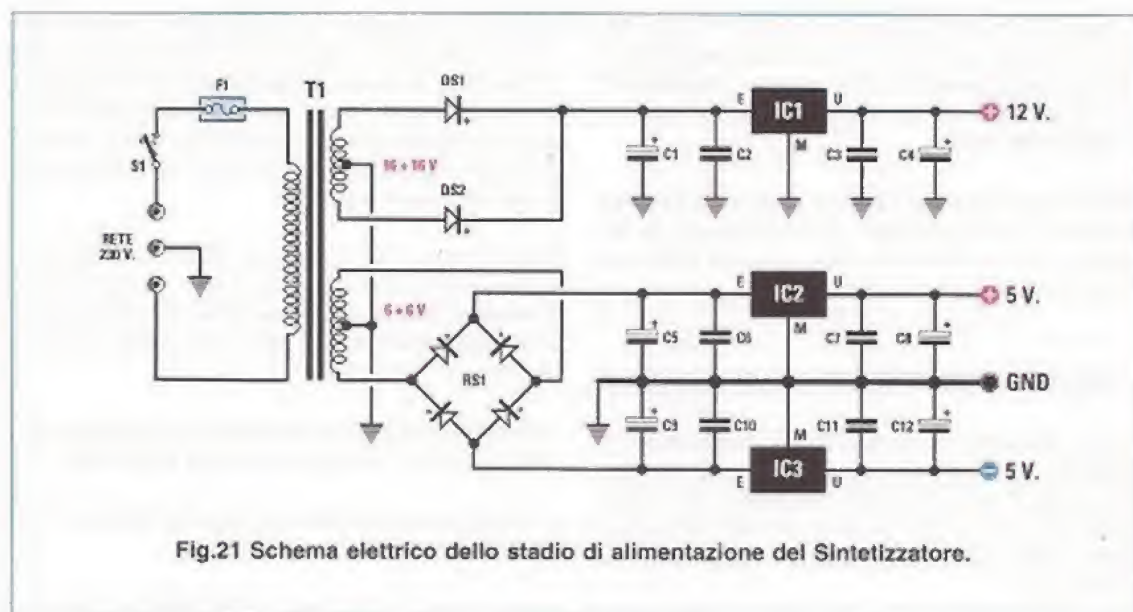 F1
T1
DS1
IC1
E
U
M
12 V.
S1
16 + 16 V
C1
C2
C3
C4
DS2
RETE
230 V.
6 + 6 V
RS1
E
IC2
U
M
5 V.
C5
C6
C7
C8
GND
C9
C10
C11
C12
M
E
IC3
U
5 V.
Fig.21 Schema elettrico dello stadio di alimentazione del Sintetizzatore.